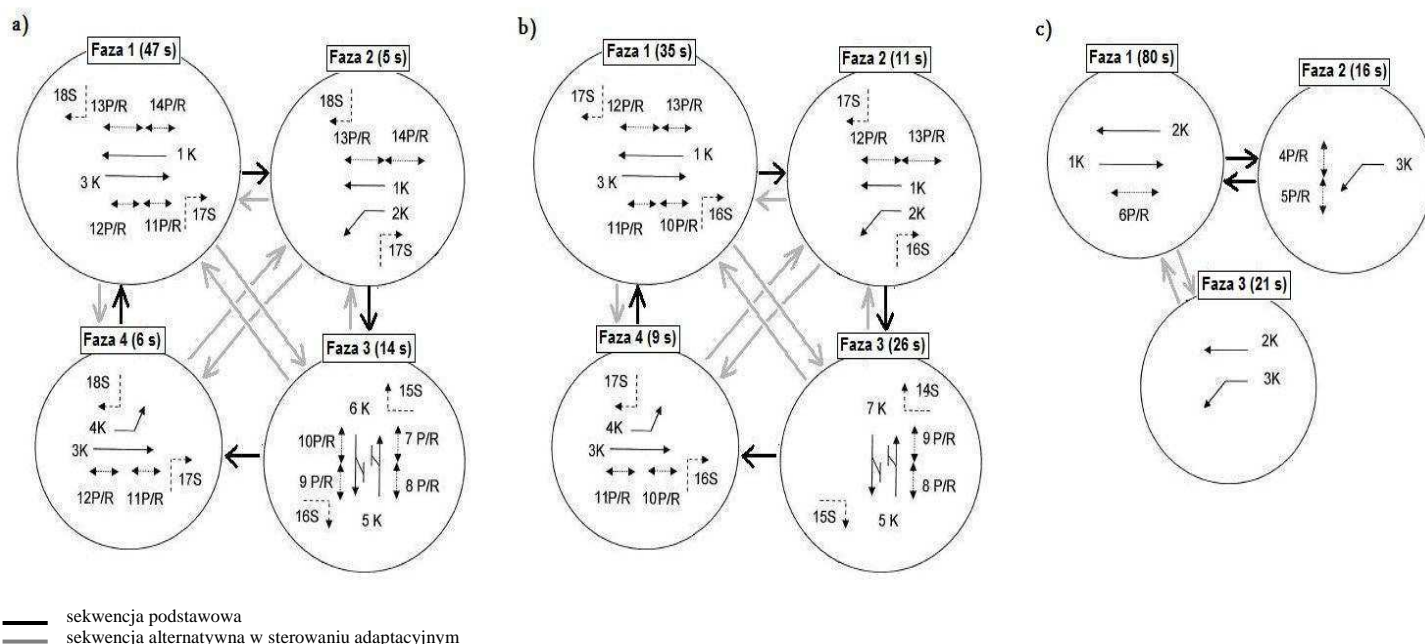 a)
Faza 1 (47 s)
18S
13P/R 14P/R
1 K
3 K
12P/R 11P/R 17S
Faza 2 (5 s)
18S
13P/R 14P/R
1K
2K
17S
Faza 4 (6 s)
18S
4K
3K
12P/R 11P/R 17S
Faza 3 (14 s)
15S
6 K
10P/R 7 P/R
9 P/R 8 P/R
16S
5 K
b)
Faza 1 (35 s)
17S
12P/R 13P/R
1 K
3 K
11P/R 10P/R 16S
Faza 2 (11 s)
17S
12P/R 13P/R
1K
2K
16S
Faza 4 (9 s)
17S
4K
3K
11P/R 10P/R 16S
Faza 3 (26 s)
14S
7 K
9 P/R
8 P/R
15S
5 K
c)
Faza 1 (80 s)
2K
1K
6P/R
Faza 2 (16 s)
4P/R
3K
5P/R
Faza 3 (21 s)
2K
3K
sekwencja podstawowa
sekwencja alternatywna w sterowaniu adaptacyjnym